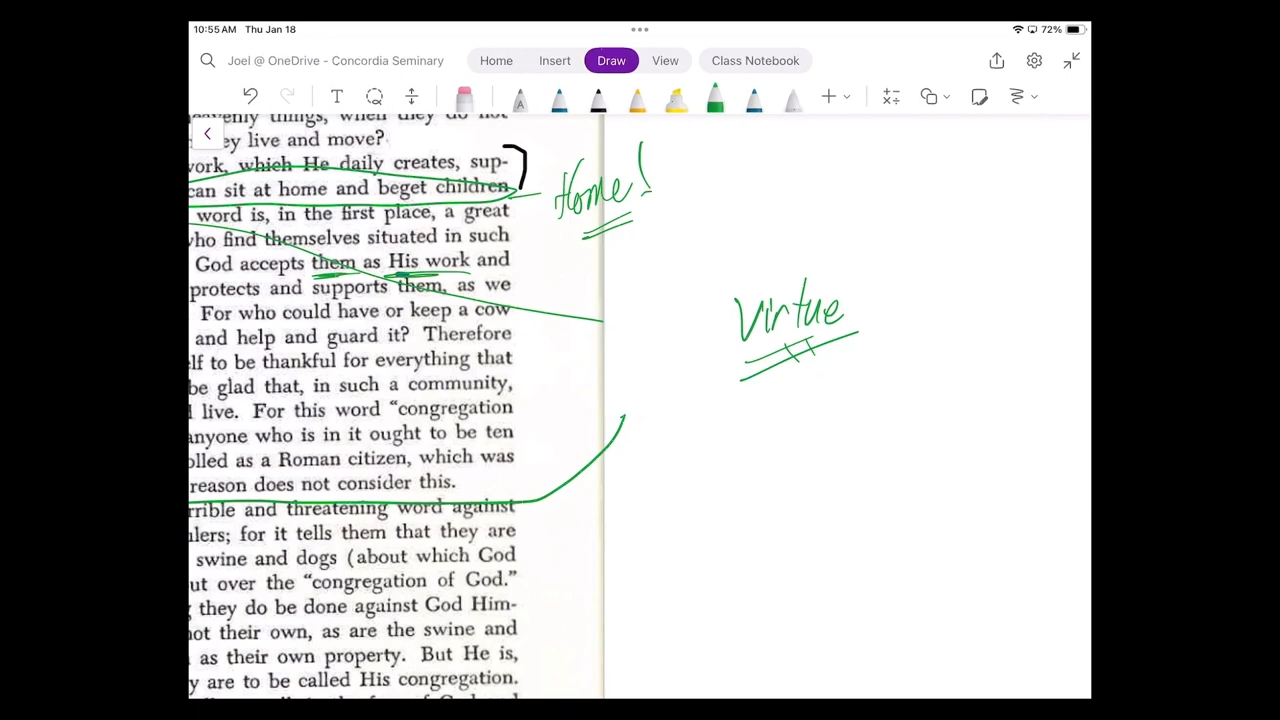 10:55 AM Thu Jan 18
72%
Joel @ OneDrive - Concordia Seminary
Home Insert Draw View Class Notebook
T A
things, when they do not
ey live and move?
work, which He daily creates, sup-
can sit at home and beget children
Home!
word is, in the first place, a great
who find themselves situated in such
God accepts them as His work and
protects and supports them, as we
Virtue
For who could have or keep a cow
and help and guard it? Therefore
lf to be thankful for everything that
be glad that, in such a community,
live. For this word “congregation
anyone who is in it ought to be ten
olled as a Roman citizen, which was
reason does not consider this.
rrible and threatening word against
lers; for it tells them that they are
swine and dogs (about which God
ut over the “congregation of God.”
they do be done against God Him-
not their own, as are the swine and
as their own property. But He is,
y are to be called His congregation.